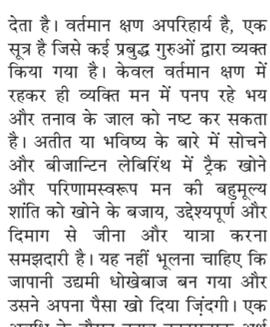 देता है। वर्तमान क्षण अपरिहार्य है, एक
सूत्र है जिसे कई प्रबुद्ध गुरुओं द्वारा व्यक्त
किया गया है। केवल वर्तमान क्षण में
रहकर ही व्यक्ति मन में पनप रहे भय
और तनाव के जाल को नष्ट कर सकता
है। अतीत या भविष्य के बारे में सोचने
और बीजान्टिन लेबिरिंथ में ट्रैक खोने
और परिणामस्वरूप मन की बहुमूल्य
शांति को खोने के बजाय, उद्देश्यपूर्ण और
दिमाग से जीना और यात्रा करना
समझदारी है। यह नहीं भूलना चाहिए कि
जापानी उद्यमी धोखेबाज बन गया और
उसने अपना पैसा खो दिया ज़िंदगी। एक